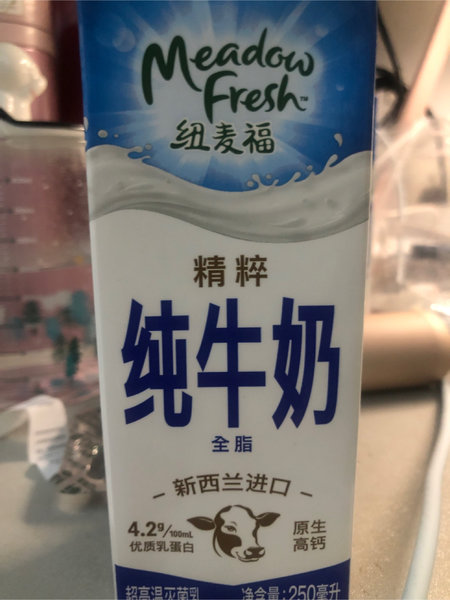 Meadow
Fresh™
纽麦福
精粹
纯牛奶
全脂
新西兰进口
4.2g/100mL
优质乳蛋白
原生
高钙
超高温灭菌乳 净含量:250毫升